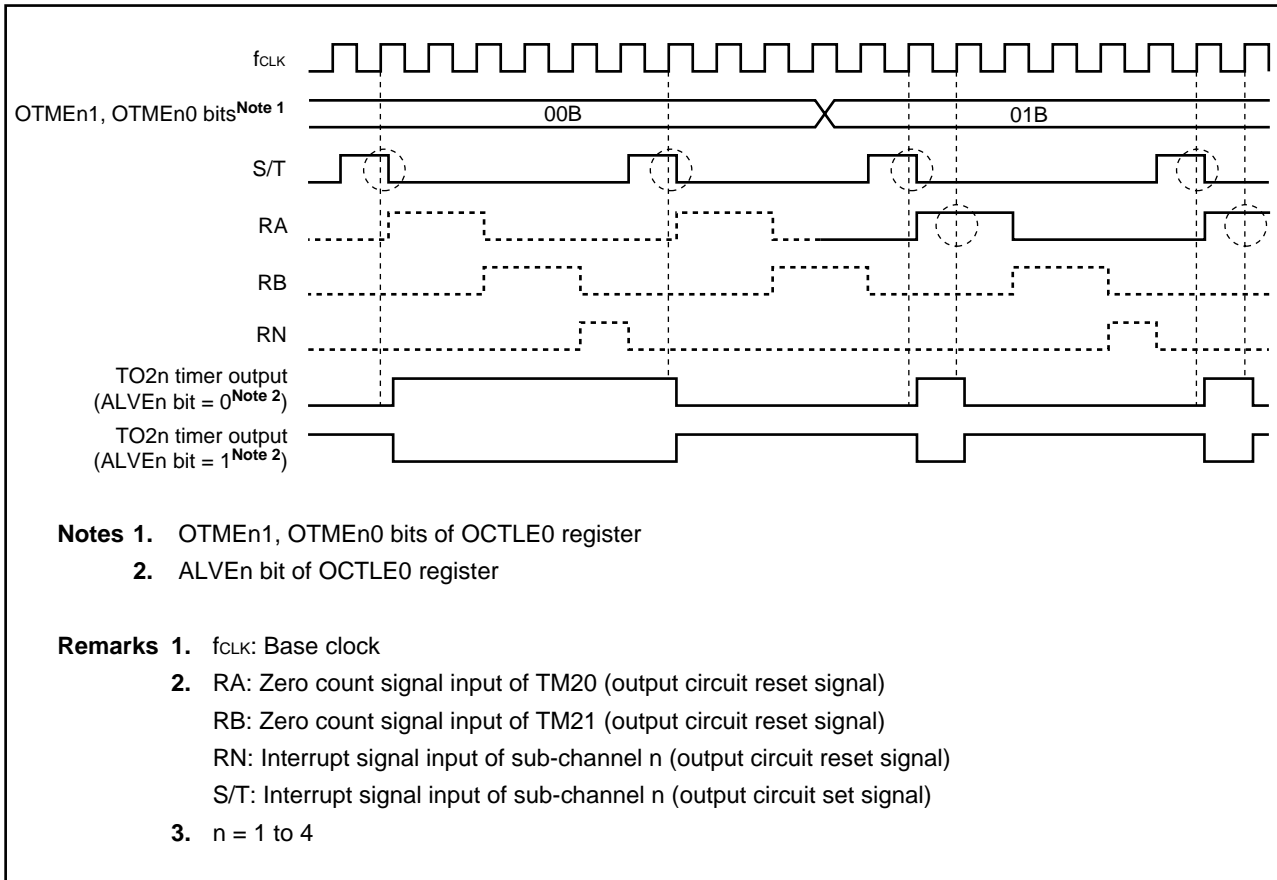 fCLK
OTMEn1, OTMEn0 bitsNote 1
00B
01B
S/T
RA
RB
RN
TO2n timer output
(ALVEn bit = 0Note 2)
TO2n timer output
(ALVEn bit = 1Note 2)
Notes 1. OTMEn1, OTMEn0 bits of OCTLE0 register
2. ALVEn bit of OCTLE0 register
Remarks 1. fCLK: Base clock
2. RA: Zero count signal input of TM20 (output circuit reset signal)
RB: Zero count signal input of TM21 (output circuit reset signal)
RN: Interrupt signal input of sub-channel n (output circuit reset signal)
S/T: Interrupt signal input of sub-channel n (output circuit set signal)
3. n = 1 to 4